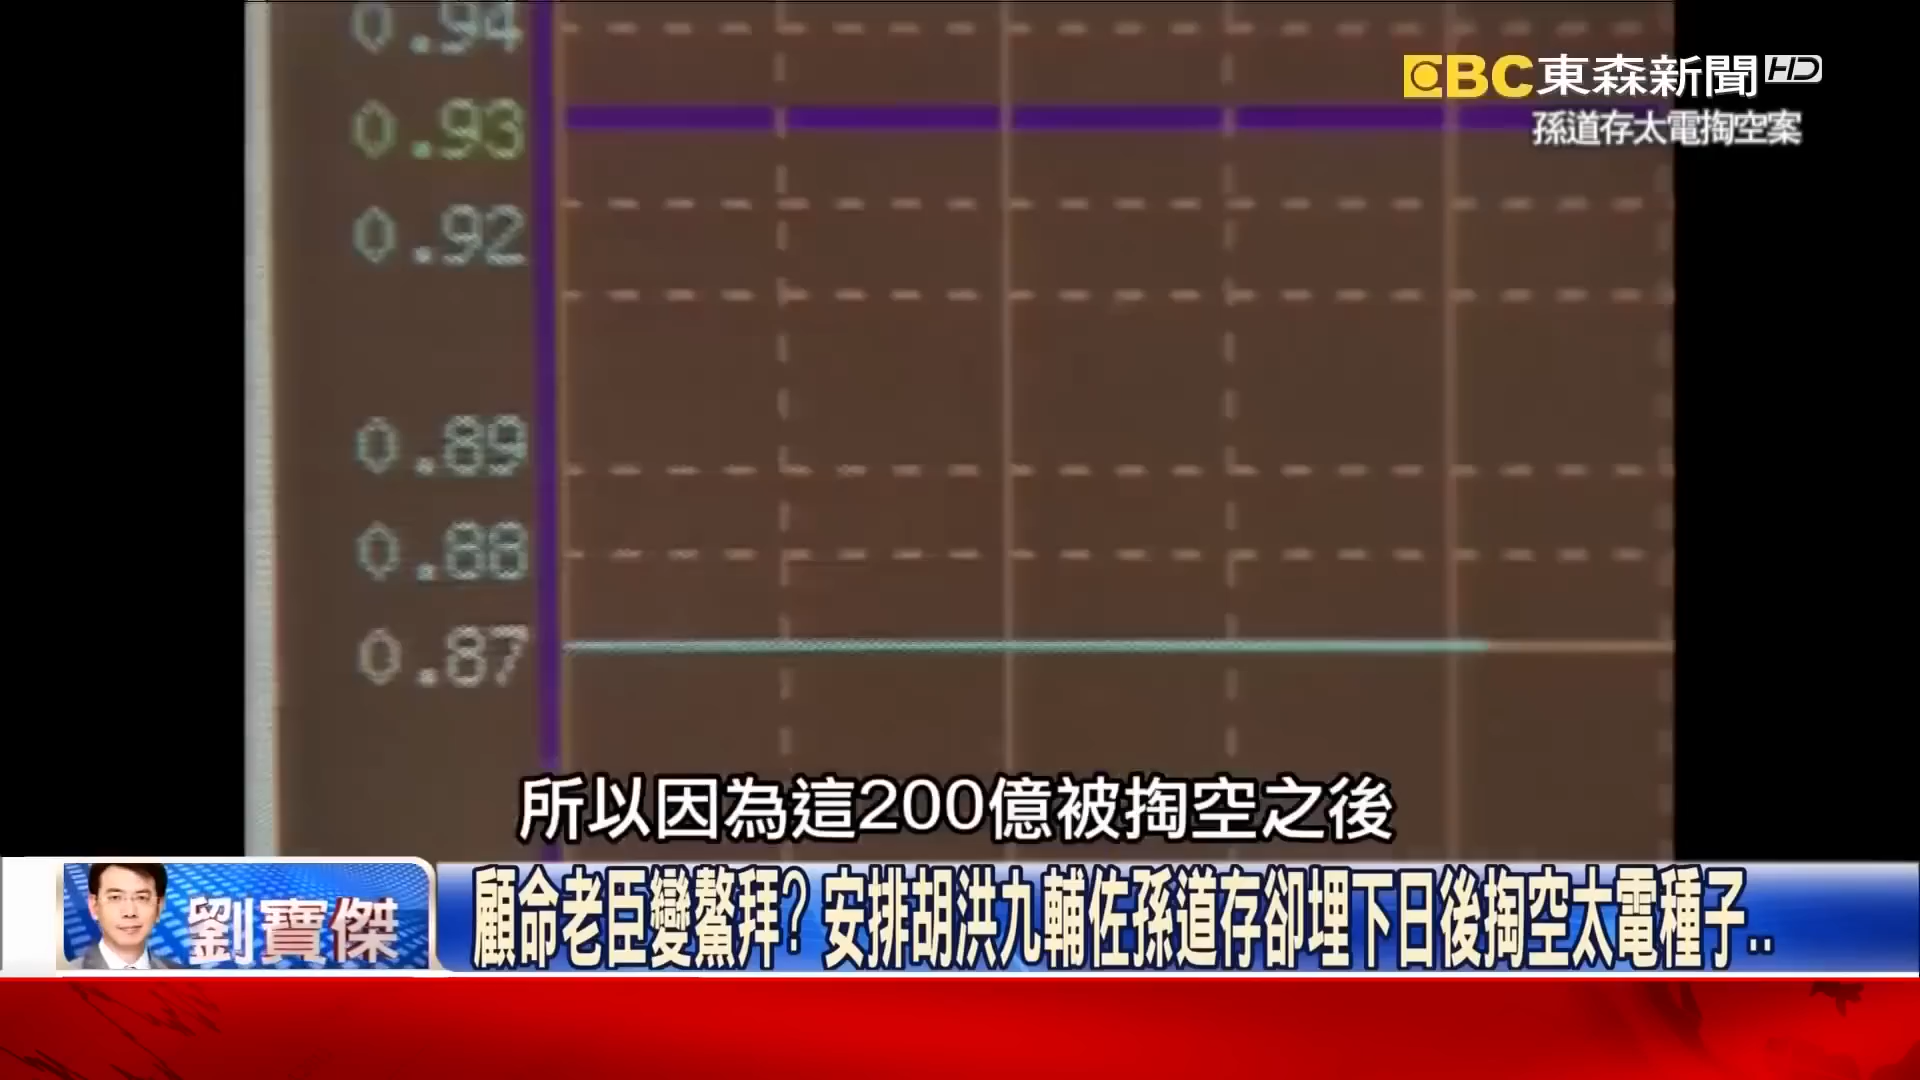 0.94
EBC東森新聞HD
0.93
孫道存太電掏空案
0.92
0.89
0.88
0.87
所以因為這200億被掏空之後
劉寶傑
顧命老臣變鰲拜?安排胡洪九輔佐孫道存卻埋下日後掏空太電種子..